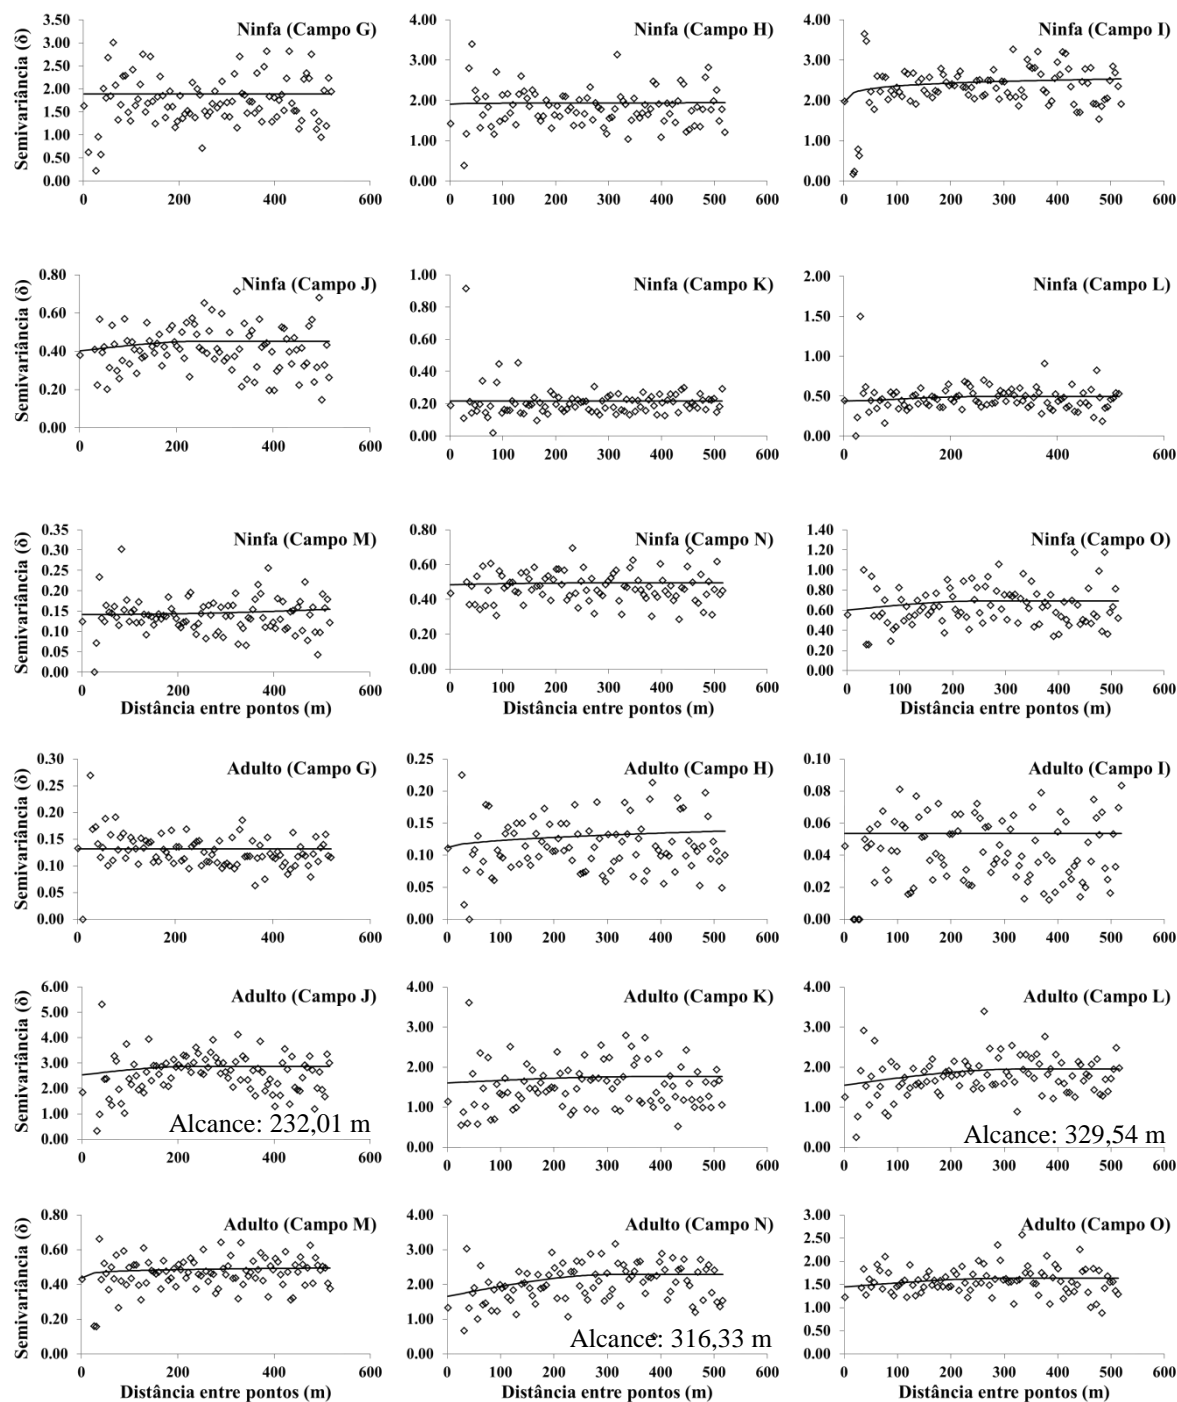 Semivariância (δ)
Ninfa (Campo G)
3.50
3.00
2.50
2.00
1.50
1.00
0.50
0.00
0 200 400 600
Ninfa (Campo H)
4.00
3.00
2.00
1.00
0.00
0 100 200 300 400 500 600
Ninfa (Campo I)
4.00
3.00
2.00
1.00
0.00
0 100 200 300 400 500 600
Semivariância (δ)
Ninfa (Campo J)
0.80
0.60
0.40
0.20
0.00
0 200 400 600
Ninfa (Campo K)
1.00
0.80
0.60
0.40
0.20
0.00
0 100 200 300 400 500 600
Ninfa (Campo L)
2.00
1.50
1.00
0.50
0.00
0 200 400 600
Semivariância (δ)
Ninfa (Campo M)
0.35
0.30
0.25
0.20
0.15
0.10
0.05
0.00
0 200 400 600
Distância entre pontos (m)
Ninfa (Campo N)
0.80
0.60
0.40
0.20
0.00
0 100 200 300 400 500 600
Distância entre pontos (m)
Ninfa (Campo O)
1.40
1.20
1.00
0.80
0.60
0.40
0.20
0.00
0 100 200 300 400 500 600
Distância entre pontos (m)
Semivariância (δ)
Adulto (Campo G)
0.30
0.25
0.20
0.15
0.10
0.05
0.00
0 200 400 600
Adulto (Campo H)
0.25
0.20
0.15
0.10
0.05
0.00
0 100 200 300 400 500 600
Adulto (Campo I)
0.10
0.08
0.06
0.04
0.02
0.00
0 100 200 300 400 500 600
Semivariância (δ)
Adulto (Campo J)
6.00
5.00
4.00
3.00
2.00
1.00
0.00
Alcance: 232,01 m
0 200 400 600
Adulto (Campo K)
4.00
3.00
2.00
1.00
0.00
0 100 200 300 400 500 600
Adulto (Campo L)
4.00
3.00
2.00
1.00
0.00
Alcance: 329,54 m
0 100 200 300 400 500 600
Semivariância (δ)
Adulto (Campo M)
0.80
0.60
0.40
0.20
0.00
0 200 400 600
Distância entre pontos (m)
Adulto (Campo N)
4.00
3.00
2.00
1.00
0.00
Alcance: 316,33 m
0 100 200 300 400 500 600
Distância entre pontos (m)
Adulto (Campo O)
3.00
2.50
2.00
1.50
1.00
0.50
0.00
0 100 200 300 400 500 600
Distância entre pontos (m)